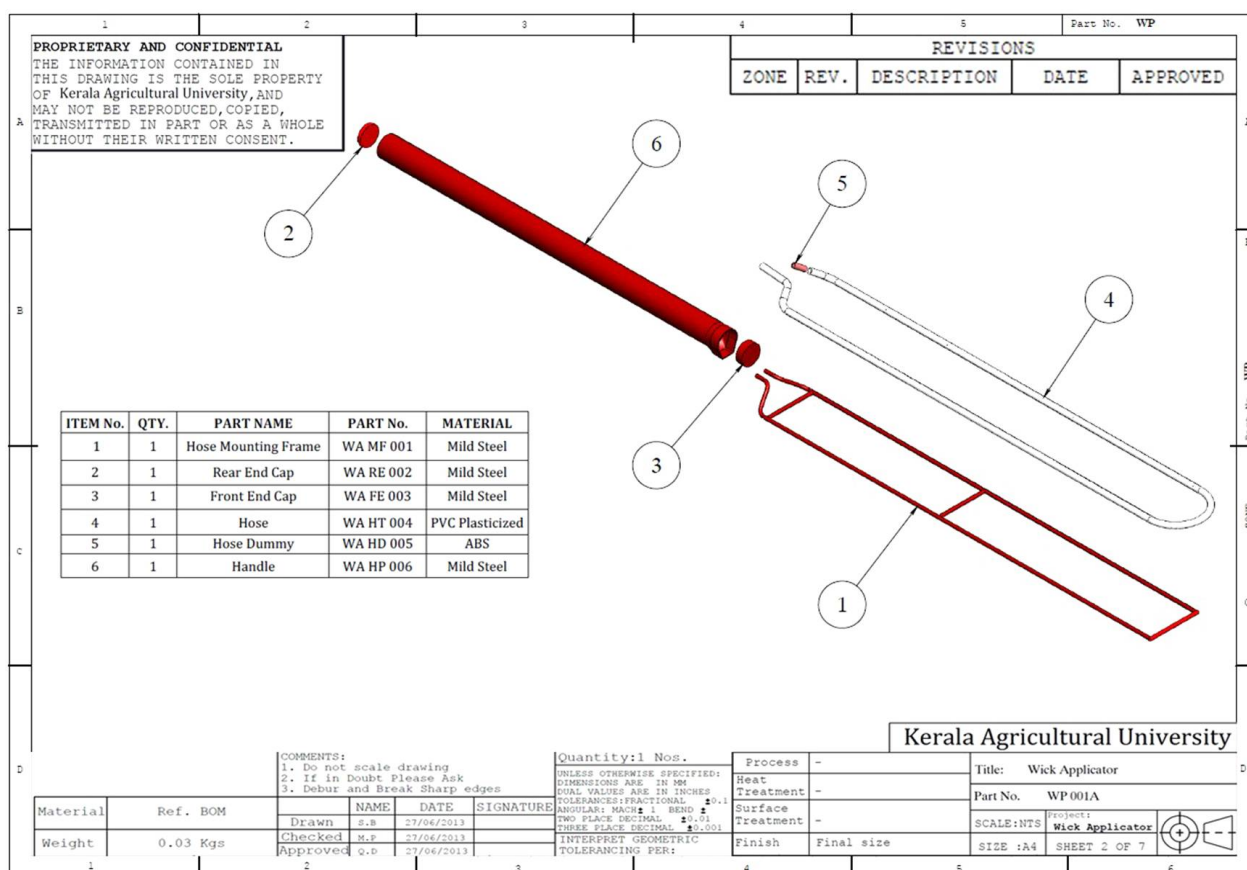 1 2 3 4 5 Part No. WP
PROPRIETARY AND CONFIDENTIAL
THE INFORMATION CONTAINED IN
THIS DRAWING IS THE SOLE PROPERTY
OF Kerala Agricultural University, AND
MAY NOT BE REPRODUCED, COPIED,
TRANSMITTED IN PART OR AS A WHOLE
WITHOUT THEIR WRITTEN CONSENT.
REVISIONS
ZONE REV. DESCRIPTION DATE APPROVED
A
2
6
5
4
3
1
B
C
D
ITEM No. QTY. PART NAME PART No. MATERIAL
1 1 Hose Mounting Frame WA MF 001 Mild Steel
2 1 Rear End Cap WA RE 002 Mild Steel
3 1 Front End Cap WA FE 003 Mild Steel
4 1 Hose WA HT 004 PVC Plasticized
5 1 Hose Dummy WA HD 005 ABS
6 1 Handle WA HP 006 Mild Steel
Kerala Agricultural University
Material Ref. BOM
Weight 0.03 Kgs
COMMENTS:
1. Do not scale drawing
2. If in Doubt Please Ask
3. Debur and Break Sharp edges
NAME DATE SIGNATURE
Drawn S.B 27/06/2013
Checked M.P 27/06/2013
Approved Q.D 27/06/2013
Quantity:1 Nos.
UNLESS OTHERWISE SPECIFIED:
DIMENSIONS ARE IN MM
DUAL VALUES ARE IN INCHES
TOLERANCES:FRACTIONAL ±0.1
ANGULAR: MACH± 1 BEND ±
TWO PLACE DECIMAL ±0.01
THREE PLACE DECIMAL ±0.001
INTERPRET GEOMETRIC
TOLERANCING PER:
Process -
Heat
Treatment -
Surface
Treatment -
Finish Final size
Title: Wick Applicator
Part No. WP 001A
SCALE:NTS Project:
Wick Applicator
SIZE :A4 SHEET 2 OF 7
D
1 2 3 4 5 6